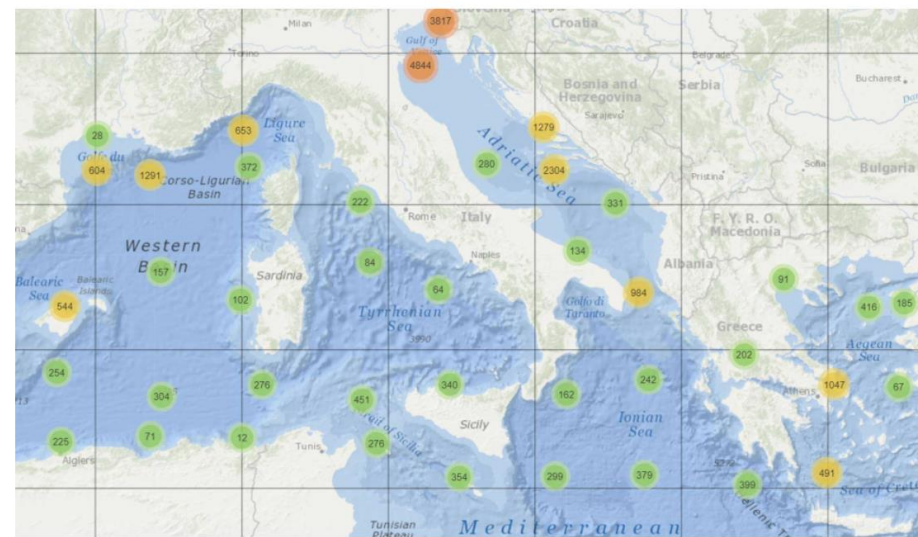 3817
Croatia
Milan
Torino
Gulf of
4844
Belgrade
Bosnia and
Herzegovina
Serbia
Bucharest
Sarajevo
28
653
Ligure
Sea
1279
Adriatic Sea
Golfe du
604
1291
372
Corso-Ligurian
Basin
280
2304
Sofia
Bulgaria
Pristina
222
Rome
Italy
331
F. Y. R. O.
Macedonia
Western
Basin
157
84
Naples
134
Albania
Balearic
Sea
Balearic
Islands
Sardinia
102
64
91
544
Tyrrhenian
Sea
3990
Golfo di
Taranto
984
416
185
Greece
Aegean
Sea
202
254
304
276
451
340
162
242
Athens
1047
67
Sicily
Ionian
Sea
225
Algiers
71
12
Tunis
276
354
299
379
399
491
Sea of Crete
Tunisian
Plateau
Mediterranean